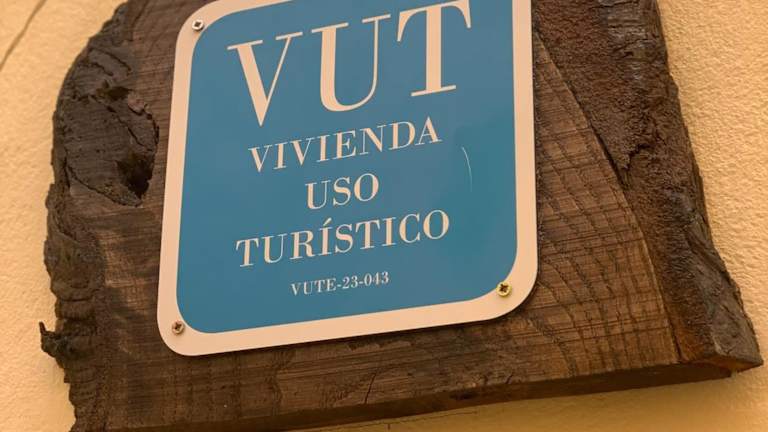 VUT
VIVIENDA
USO
TURÍSTICO
VUTE-23-043